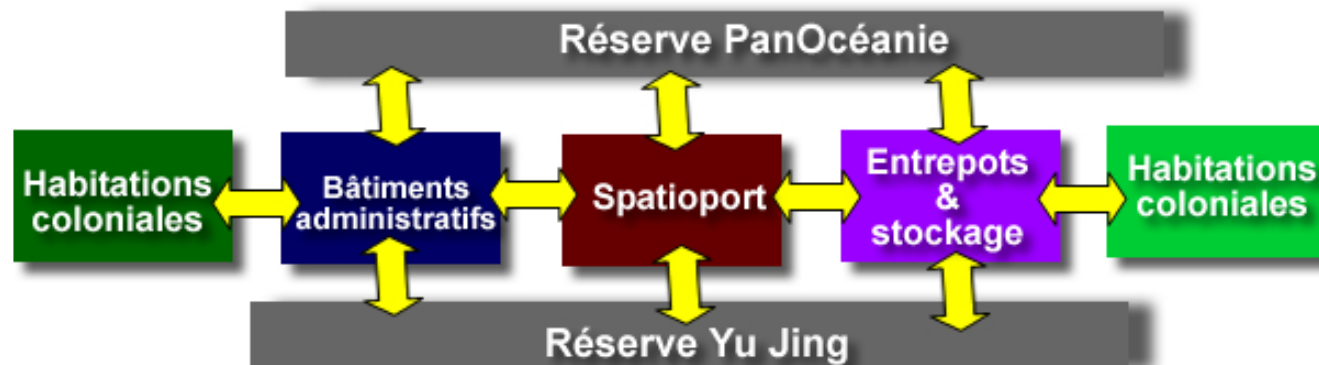 Réserve PanOcéanie
Habitations
coloniales
Bâtiments
administratifs
Spatioport
Entrepots
&
stockage
Habitations
coloniales
Réserve Yu Jing